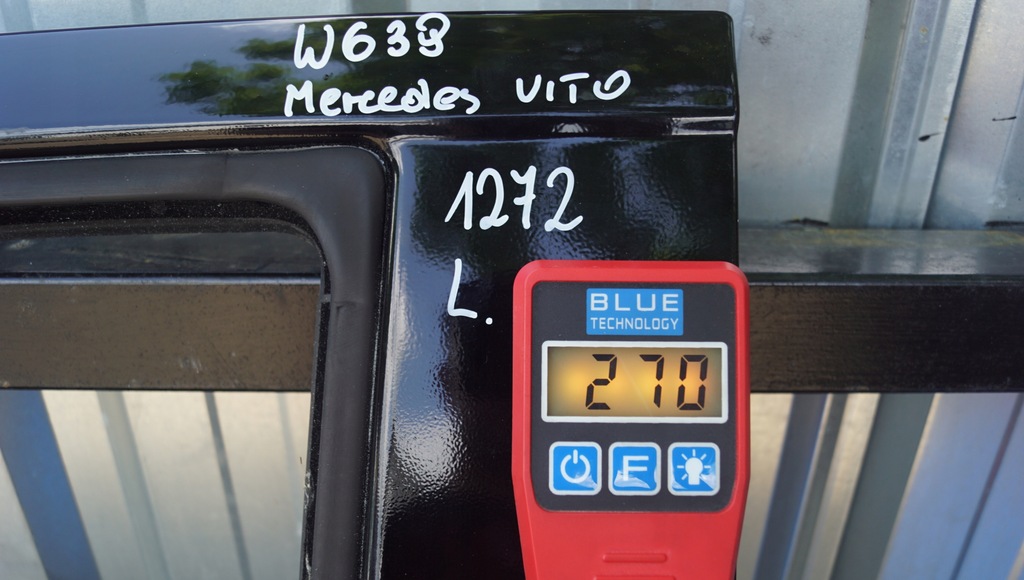 W638
Mercedes VITO
1272
L.
BLUE
TECHNOLOGY
270
F